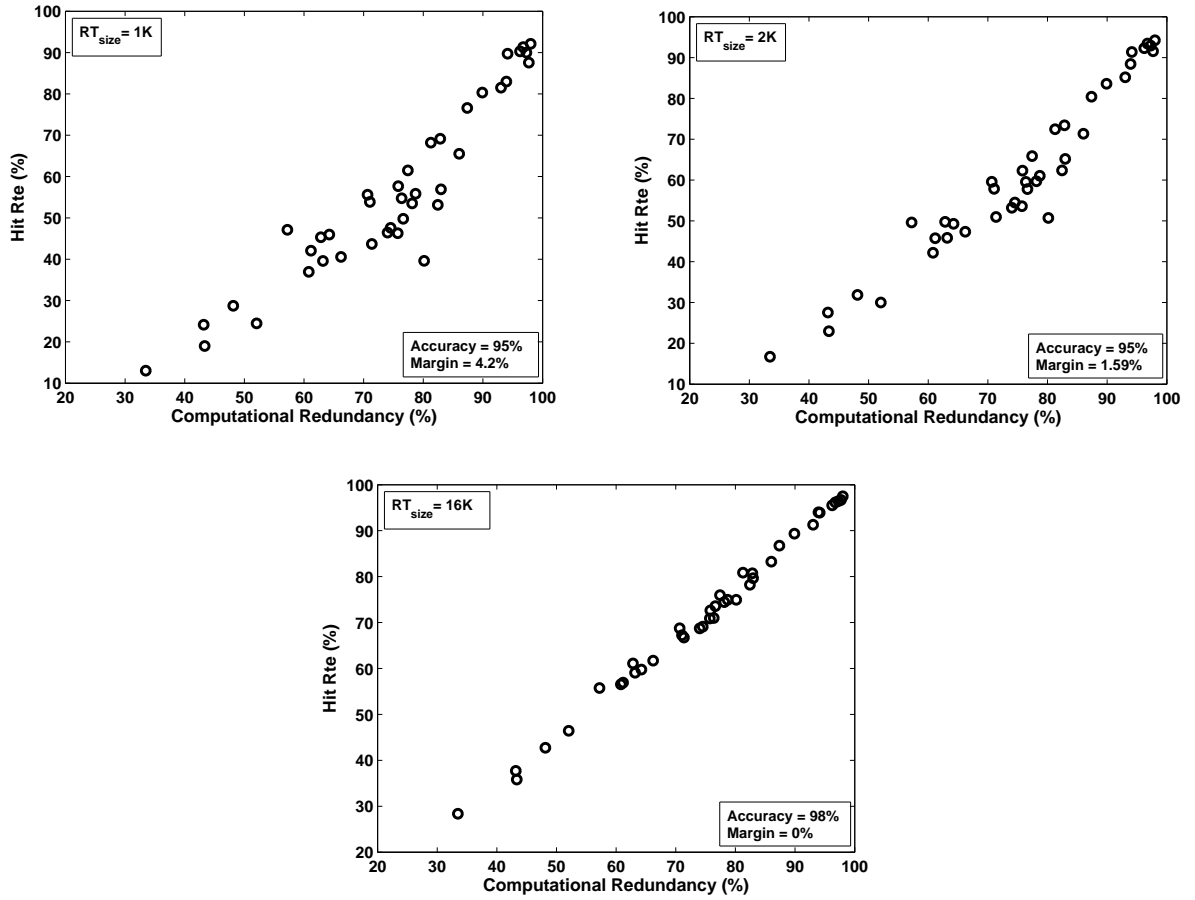 RTsize= 1K
100
90
80
70
60
50
40
30
20
10
Hit Rte (%)
Accuracy = 95%
Margin = 4.2%
20 30 40 50 60 70 80 90 100
Computational Redundancy (%)
RTsize= 2K
100
90
80
70
60
50
40
30
20
10
Hit Rte (%)
Accuracy = 95%
Margin = 1.59%
20 30 40 50 60 70 80 90 100
Computational Redundancy (%)
RTsize= 16K
100
90
80
70
60
50
40
30
20
Hit Rte (%)
Accuracy = 98%
Margin = 0%
20 30 40 50 60 70 80 90 100
Computational Redundancy (%)